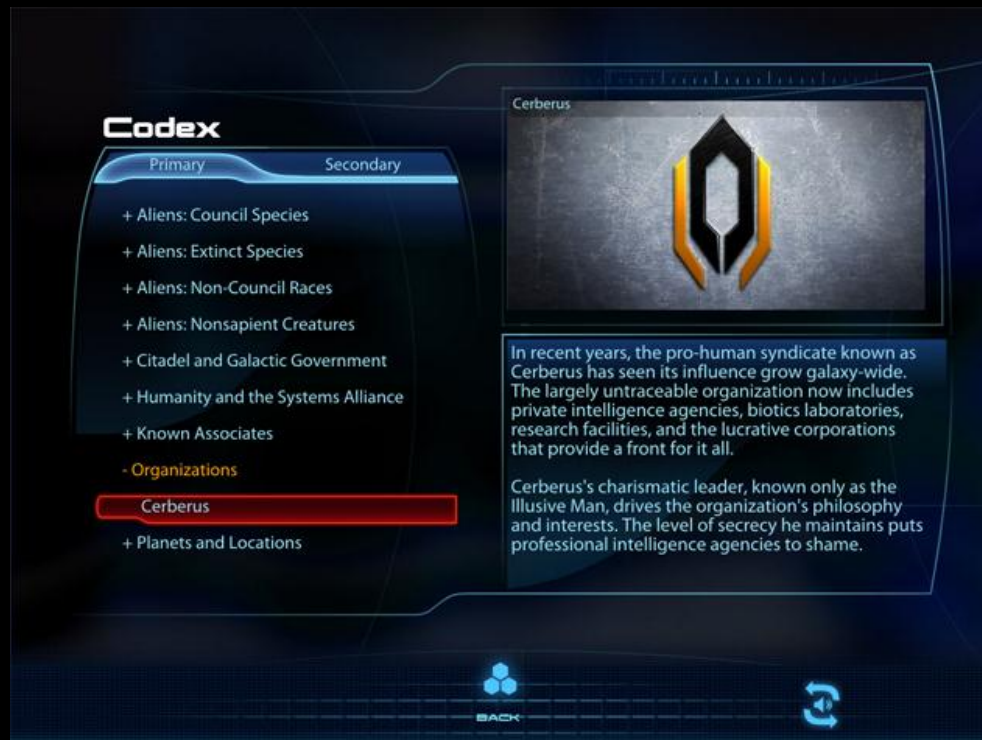 Codex
Primary
Secondary
+ Aliens: Council Species
+ Aliens: Extinct Species
+ Aliens: Non-Council Races
+ Aliens: Nonsapient Creatures
+ Citadel and Galactic Government
+ Humanity and the Systems Alliance
+ Known Associates
- Organizations
Cerberus
+ Planets and Locations
Cerberus
In recent years, the pro-human syndicate known as
Cerberus has seen its influence grow galaxy-wide.
The largely untraceable organization now includes
private intelligence agencies, biotics laboratories,
research facilities, and the lucrative corporations
that provide a front for it all.
Cerberus's charismatic leader, known only as the
Illusive Man, drives the organization's philosophy
and interests. The level of secrecy he maintains puts
professional intelligence agencies to shame.
BACK